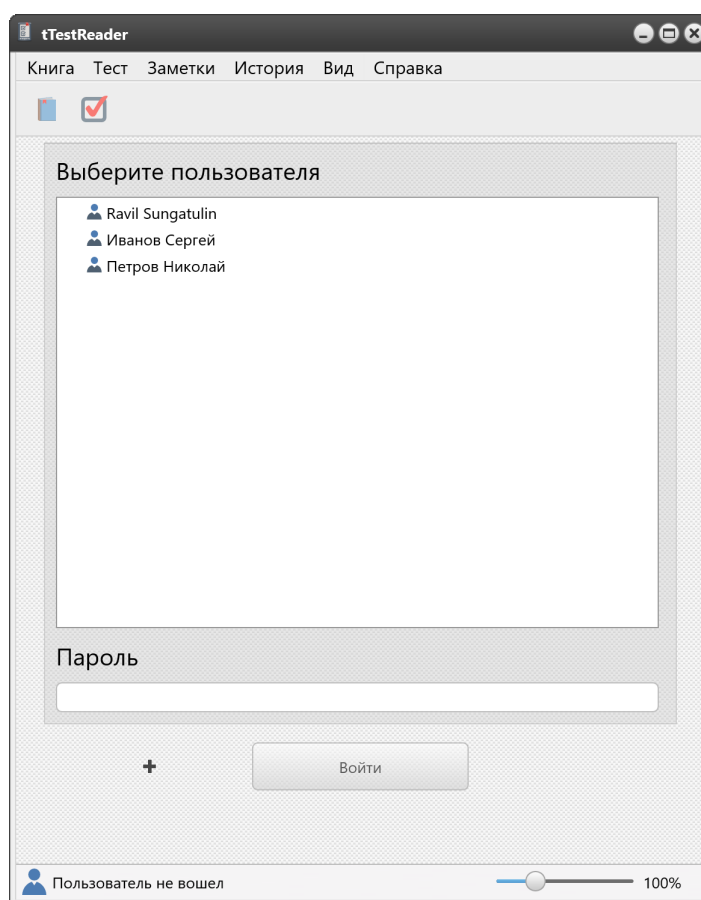 tTestReader
Книга Тест Заметки История Вид Справка
Выберите пользователя
Ravil Sungatulin
Иванов Сергей
Петров Николай
Пароль
Войти
Пользователь не вошел 100%